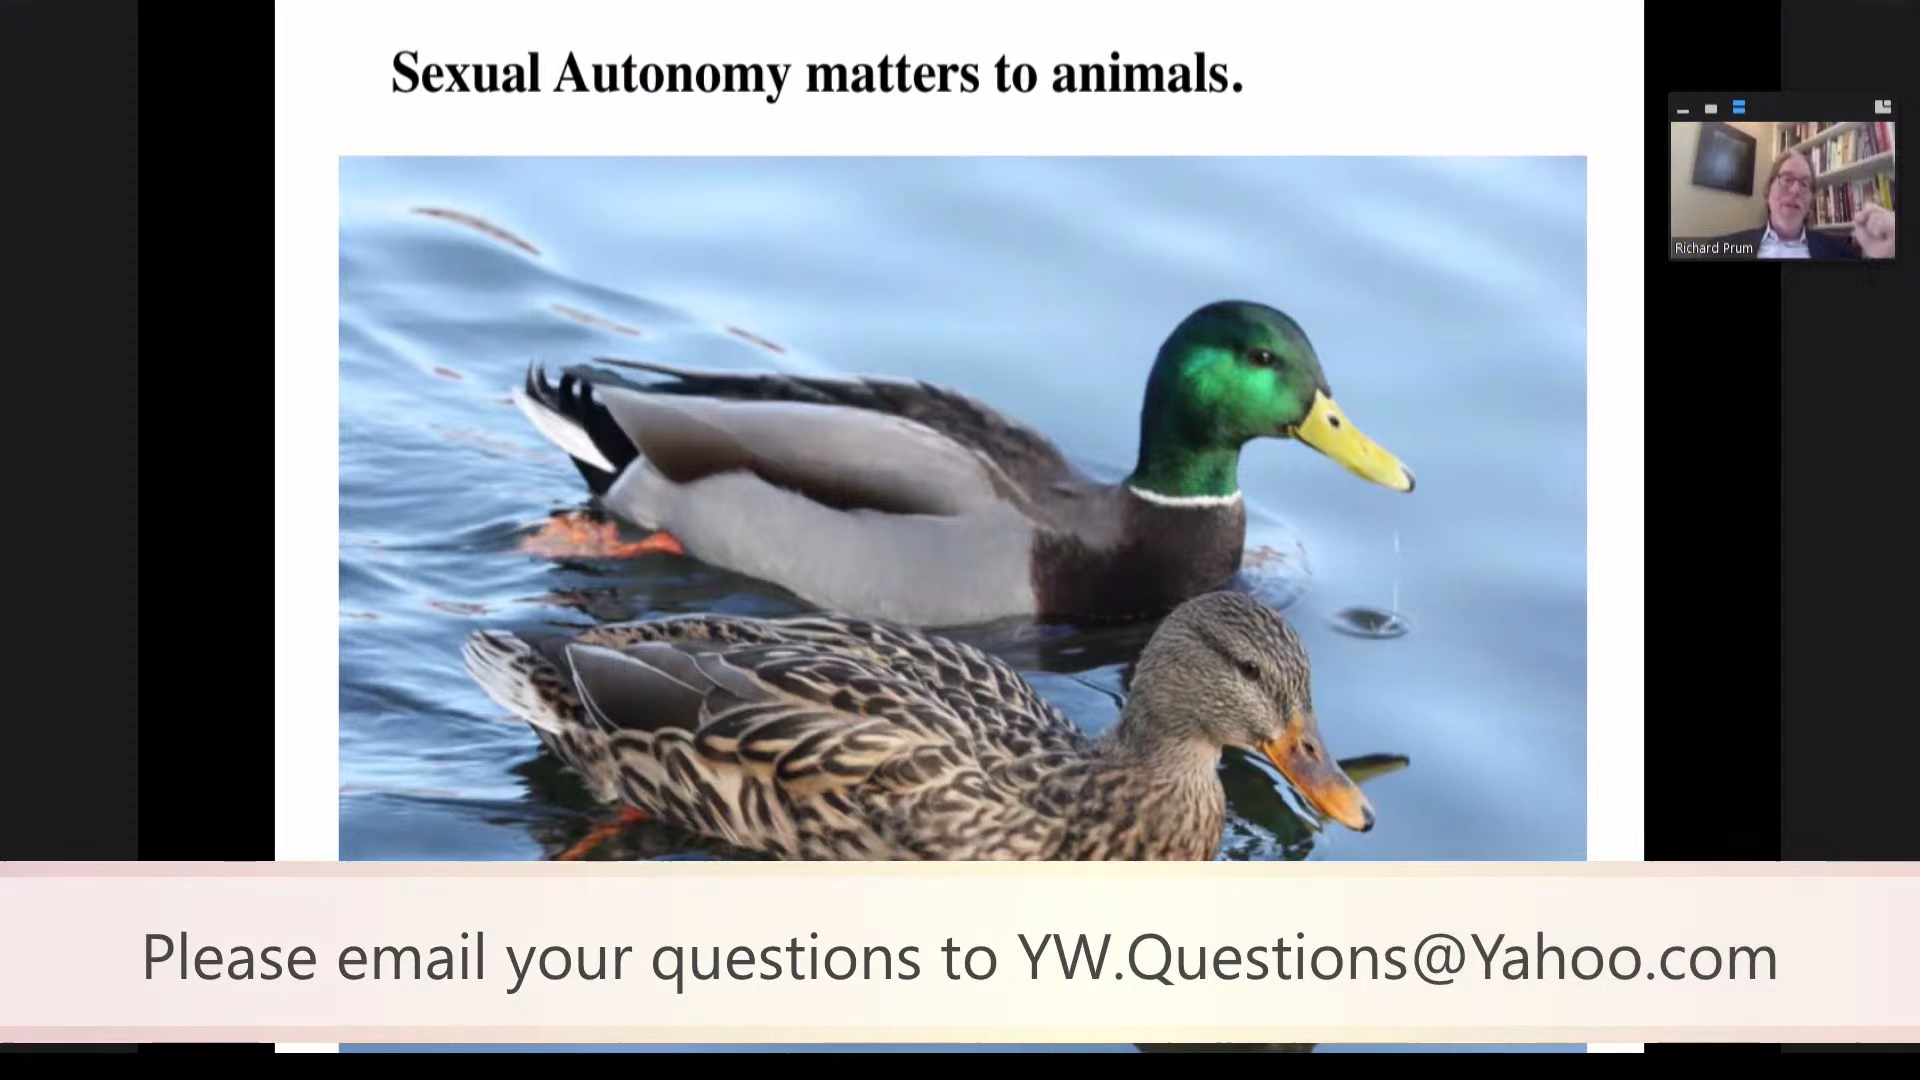 Sexual Autonomy matters to animals.
Richard Prum
Please email your questions to YW.Questions@Yahoo.com